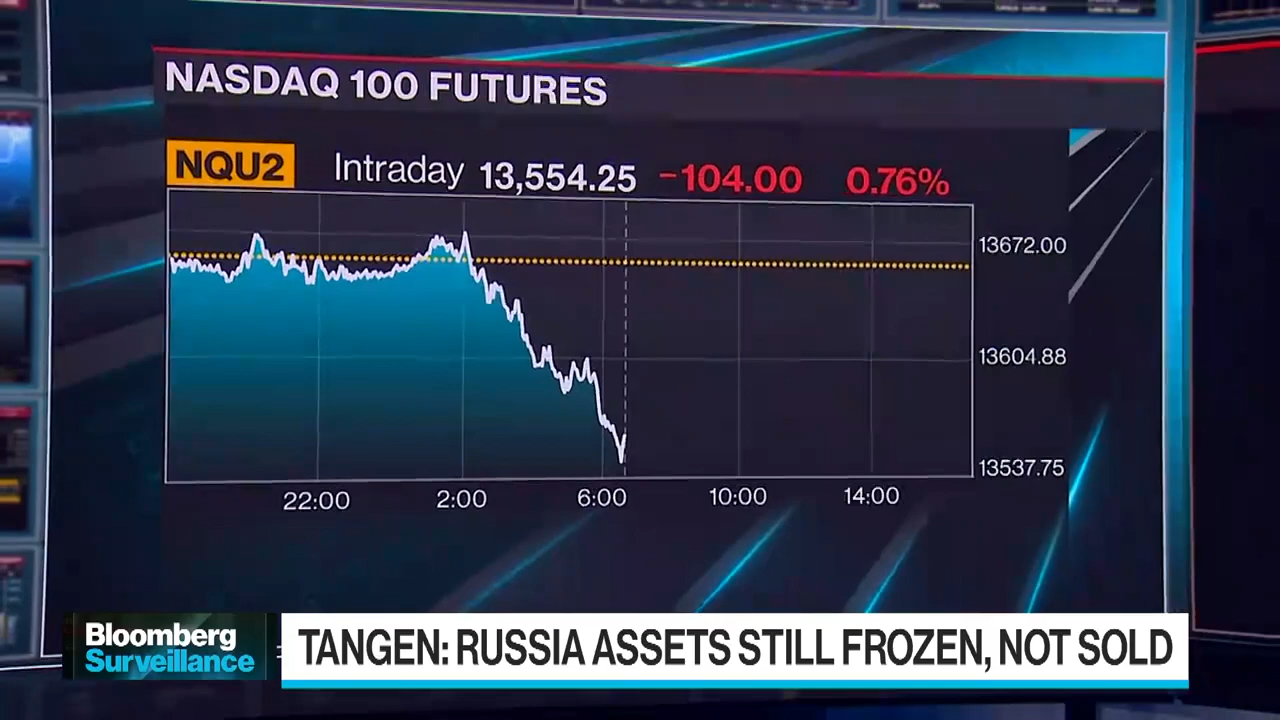 NASDAQ 100 FUTURES
NQU2 Intraday 13,554.25 -104.00 0.76%
13672.00
13604.88
13537.75
22:00 2:00 6:00 10:00 14:00
Bloomberg
Surveillance
TANGEN: RUSSIA ASSETS STILL FROZEN, NOT SOLD